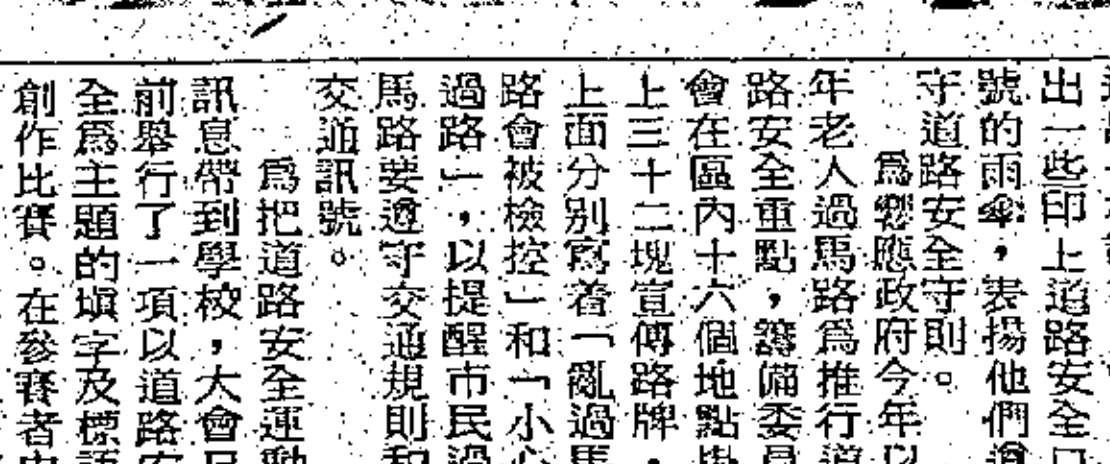 出一些印上道路安全口
號的雨傘，表揚他們遵
守道路安全守則。
為響應政府今年以
年老人過馬路為推行道
路安全重點，籌備委員
會在區內十六個地點掛
上三十二塊宣傳路牌，
上面分別寫着「亂過馬
路會被檢控」和「小心
過路」，以提醒市民過
馬路要遵守交通規則和
交通訊號。
為把道路安全運動
訊息帶到學校，大會日
前舉行了一項以道路安
全為主題的填字及標語
創作比賽。在參賽者中